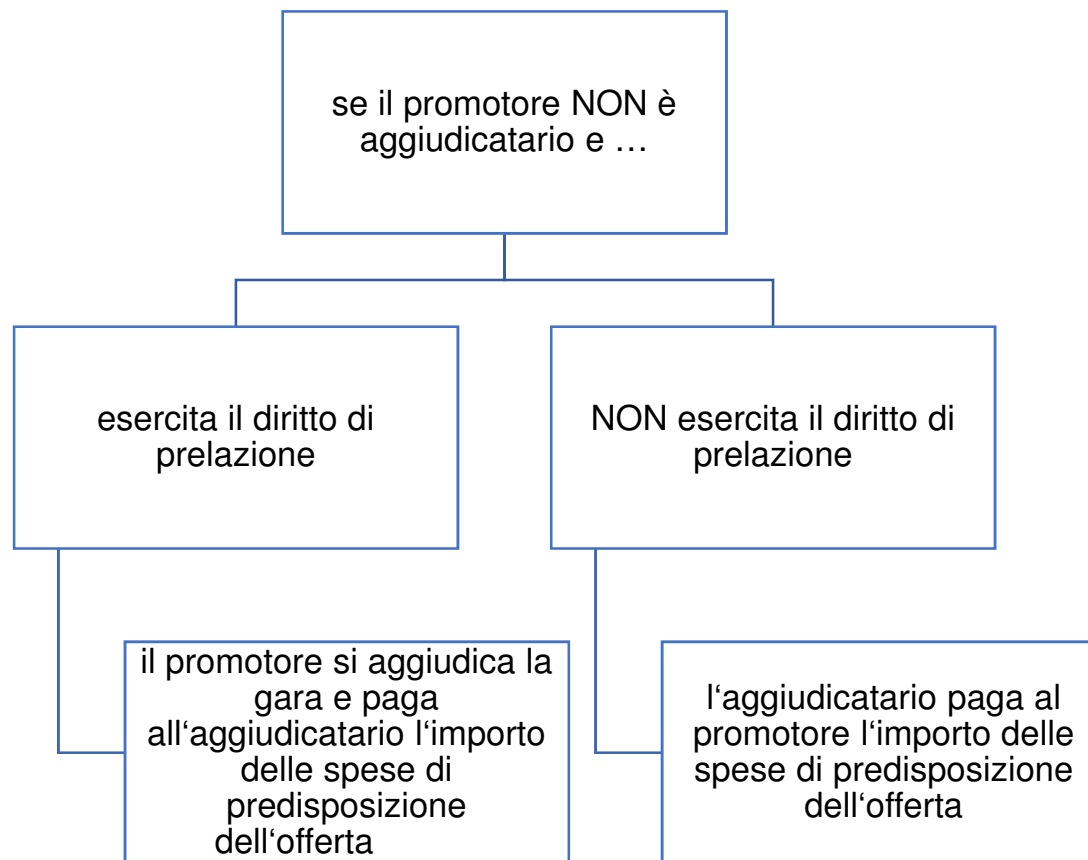 se il promotore NON è
aggiudicatario e …
esercita il diritto di
prelazione
NON esercita il diritto di
prelazione
il promotore si aggiudica la
gara e paga
all‘aggiudicatario l‘importo
delle spese di
predisposizione
dell‘offerta
l‘aggiudicatario paga al
promotore l‘importo delle
spese di predisposizione
dell‘offerta